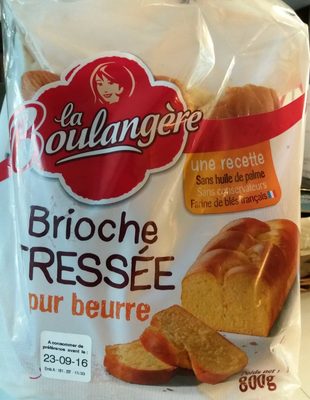 la
Boulangère
une recette
Sans huile de palme
Sans conservateurs
Farine de blés français
Brioche
TRESSÉE
pur beurre
A consommer de
préférence avant le :
23-09-16
Poids net :
800g